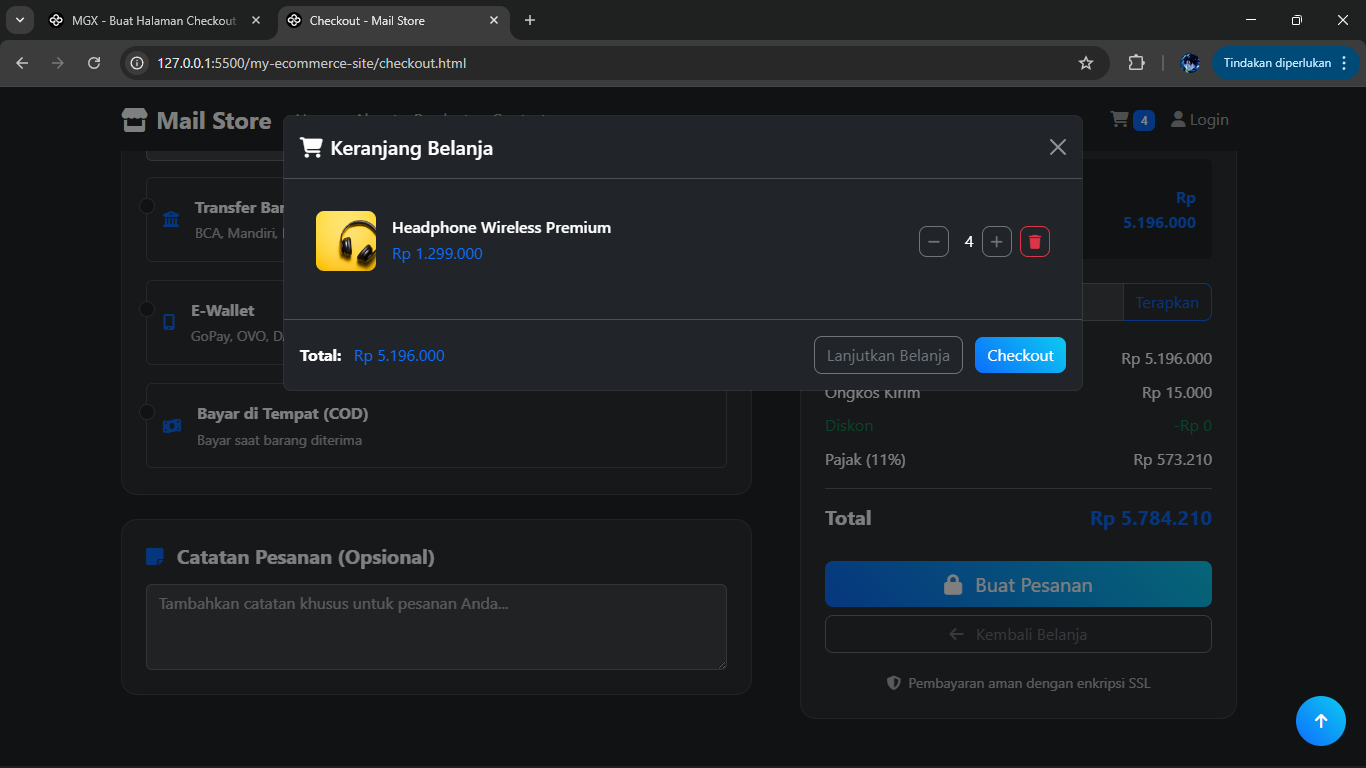 MGX - Buat Halaman Checkout
Checkout - Mail Store
127.0.0.1:5500/my-ecommerce-site/checkout.html
Tindakan diperlukan
Mail Store
4
Login
Keranjang Belanja
Headphone Wireless Premium
Rp 1.299.000
4
Total: Rp 5.196.000
Lanjutkan Belanja
Checkout
Transfer
BCA, Mandiri,
E-Wallet
GoPay, OVO,
Bayar di Tempat (COD)
Bayar saat barang diterima
Catatan Pesanan (Opsional)
Tambahkan catatan khusus untuk pesanan Anda...
Rp
5.196.000
Terapkan
Rp 5.196.000
Ongkos Kirim Rp 15.000
Diskon -Rp 0
Pajak (11%) Rp 573.210
Total Rp 5.784.210
Buat Pesanan
Kembali Belanja
Pembayaran aman dengan enkripsi SSL